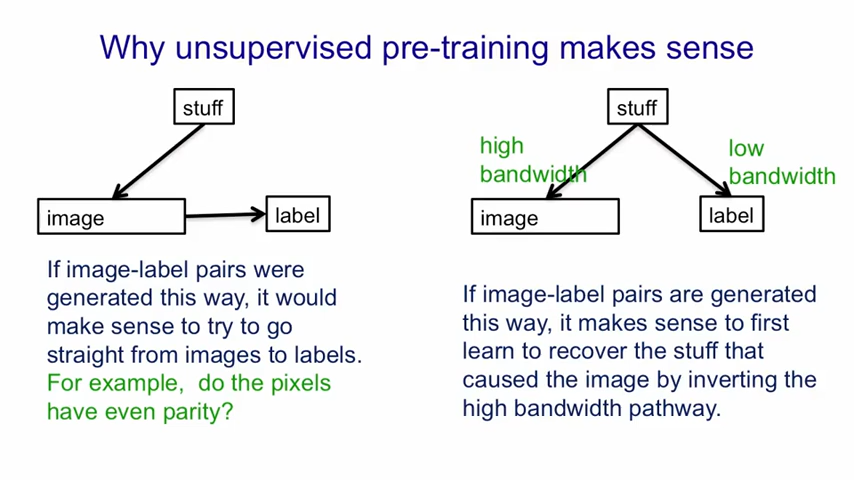 Why unsupervised pre-training makes sense
stuff
image
label
If image-label pairs were
generated this way, it would
make sense to try to go
straight from images to labels.
For example, do the pixels
have even parity?
stuff
high
bandwidth
low
bandwidth
image
label
If image-label pairs are generated
this way, it makes sense to first
learn to recover the stuff that
caused the image by inverting the
high bandwidth pathway.